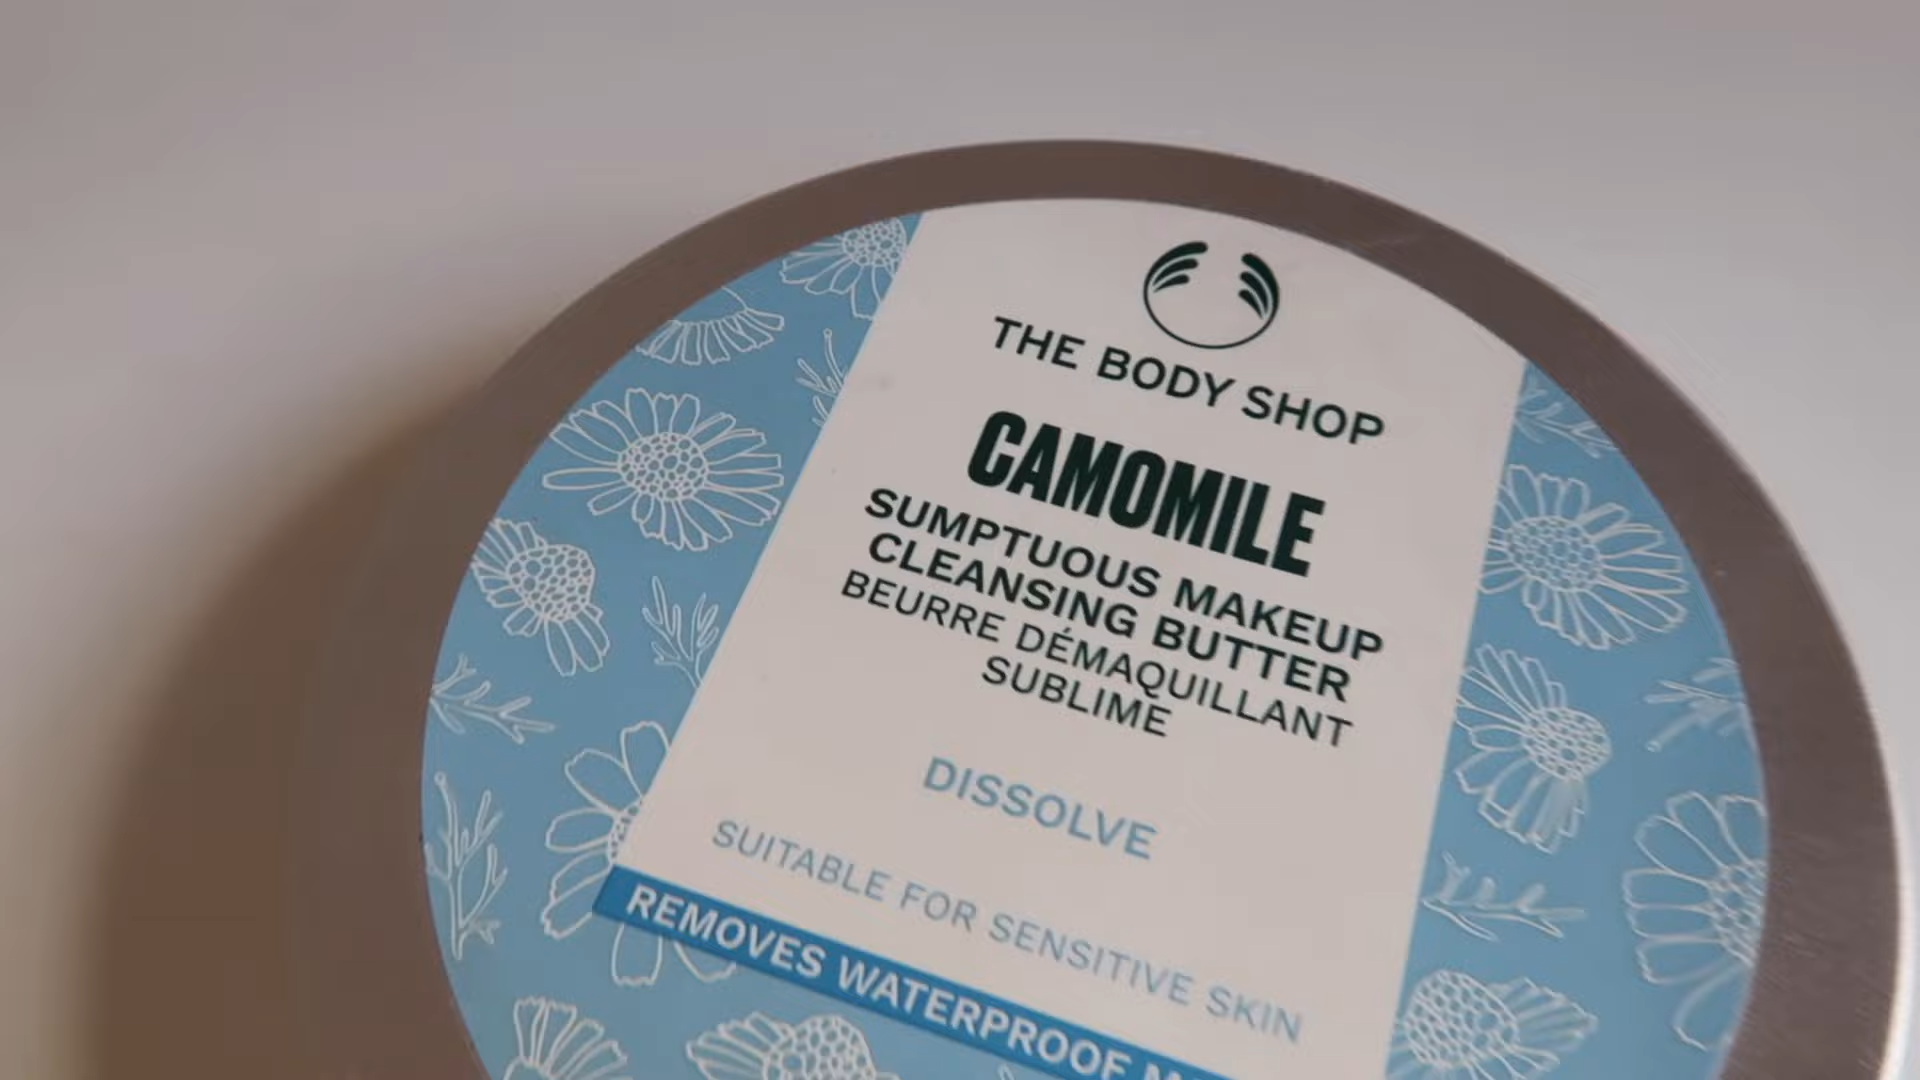 THE BODY SHOP
CAMOMILE
SUMPTUOUS MAKEUP
CLEANSING BUTTER
BEURRE DÉMAQUILLANT
SUBLIME
DISSOLVE
SUITABLE FOR SENSITIVE SKIN
REMOVES WATERPROOF